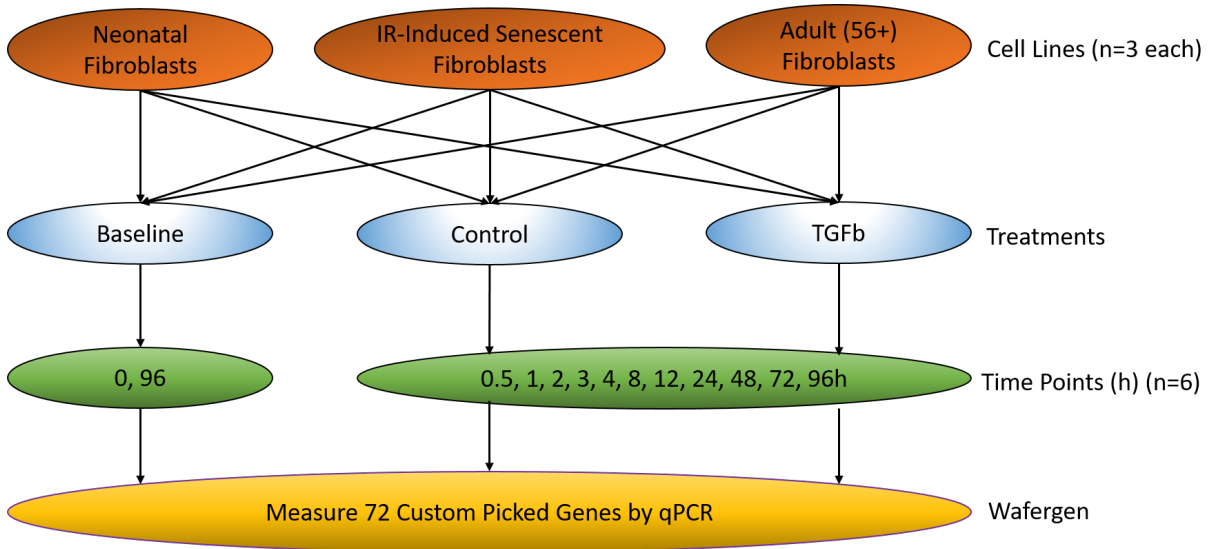 Neonatal
Fibroblasts
IR-Induced Senescent
Fibroblasts
Adult (56+)
Fibroblasts
Cell Lines (n=3 each)
Baseline
Control
TGFb
Treatments
0, 96
0.5, 1, 2, 3, 4, 8, 12, 24, 48, 72, 96h
Time Points (h) (n=6)
Measure 72 Custom Picked Genes by qPCR
Wafergen